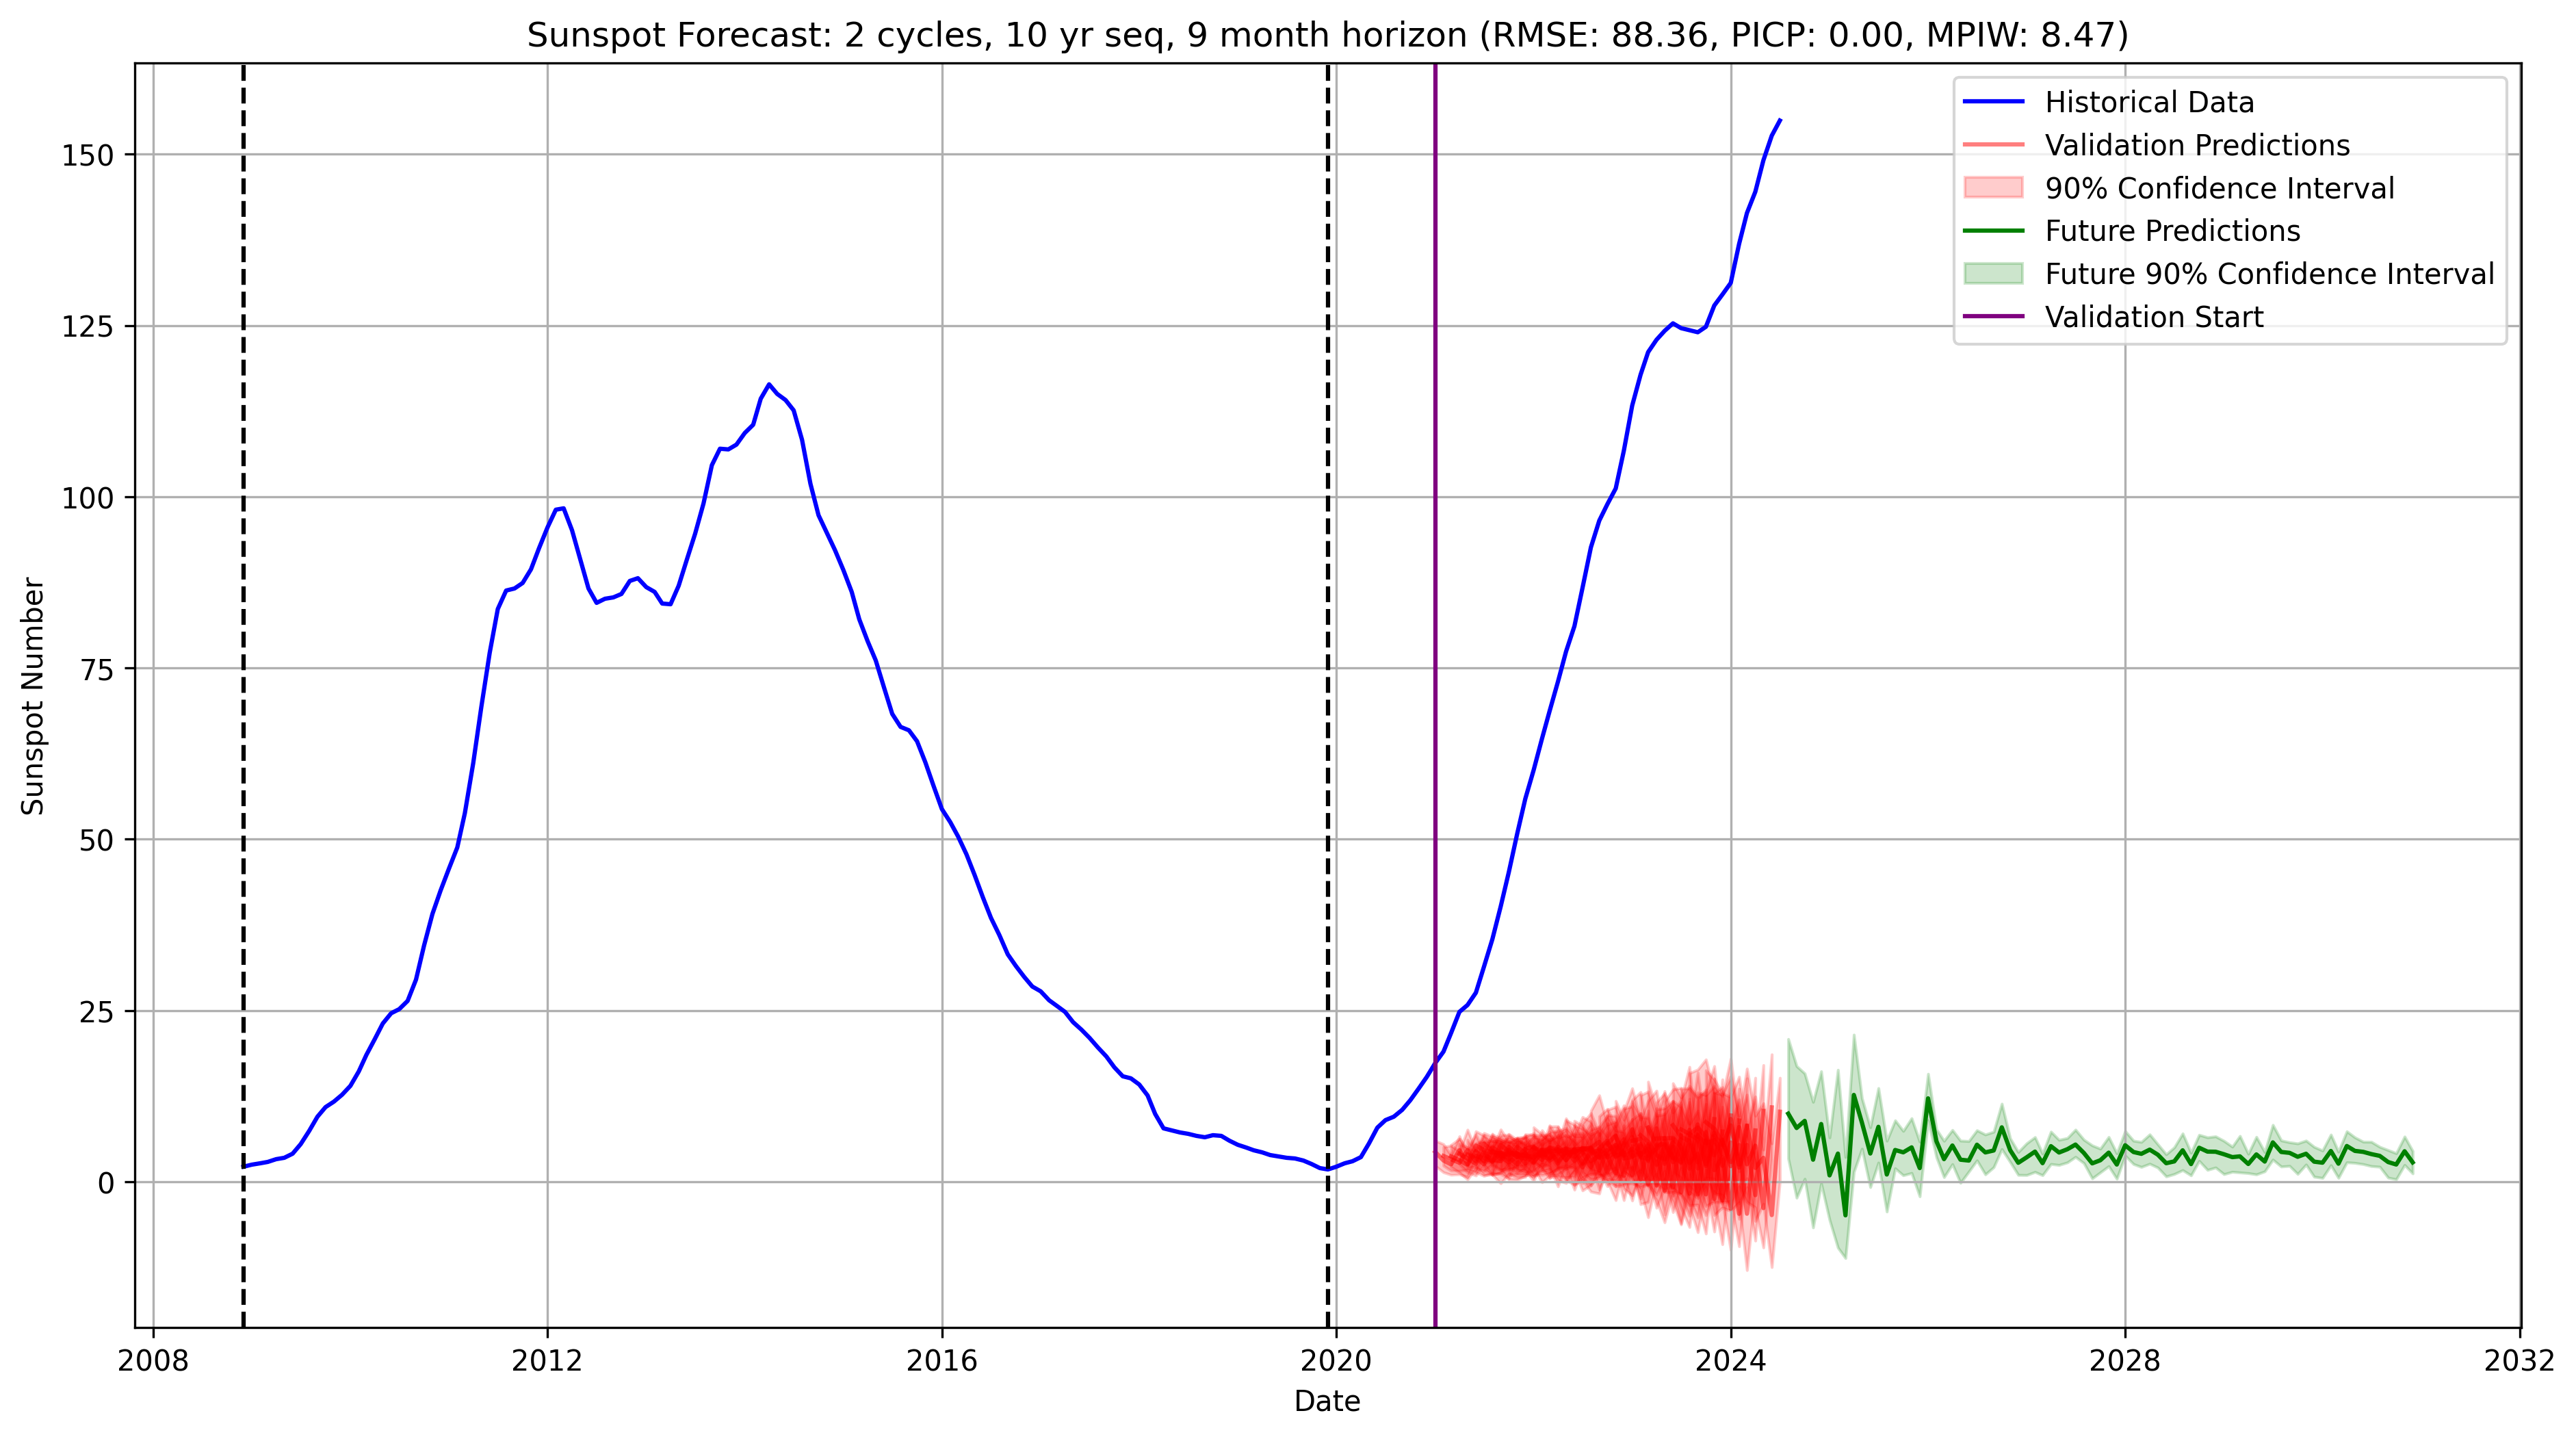 Sunspot Forecast: 2 cycles, 10 yr seq, 9 month horizon (RMSE: 88.36, PICP: 0.00, MPIW: 8.47)
Historical Data
Validation Predictions
90% Confidence Interval
Future Predictions
Future 90% Confidence Interval
Validation Start
Sunspot Number
150
125
100
75
50
25
0
2008
2012
2016
2020
2024
2028
2032
Date